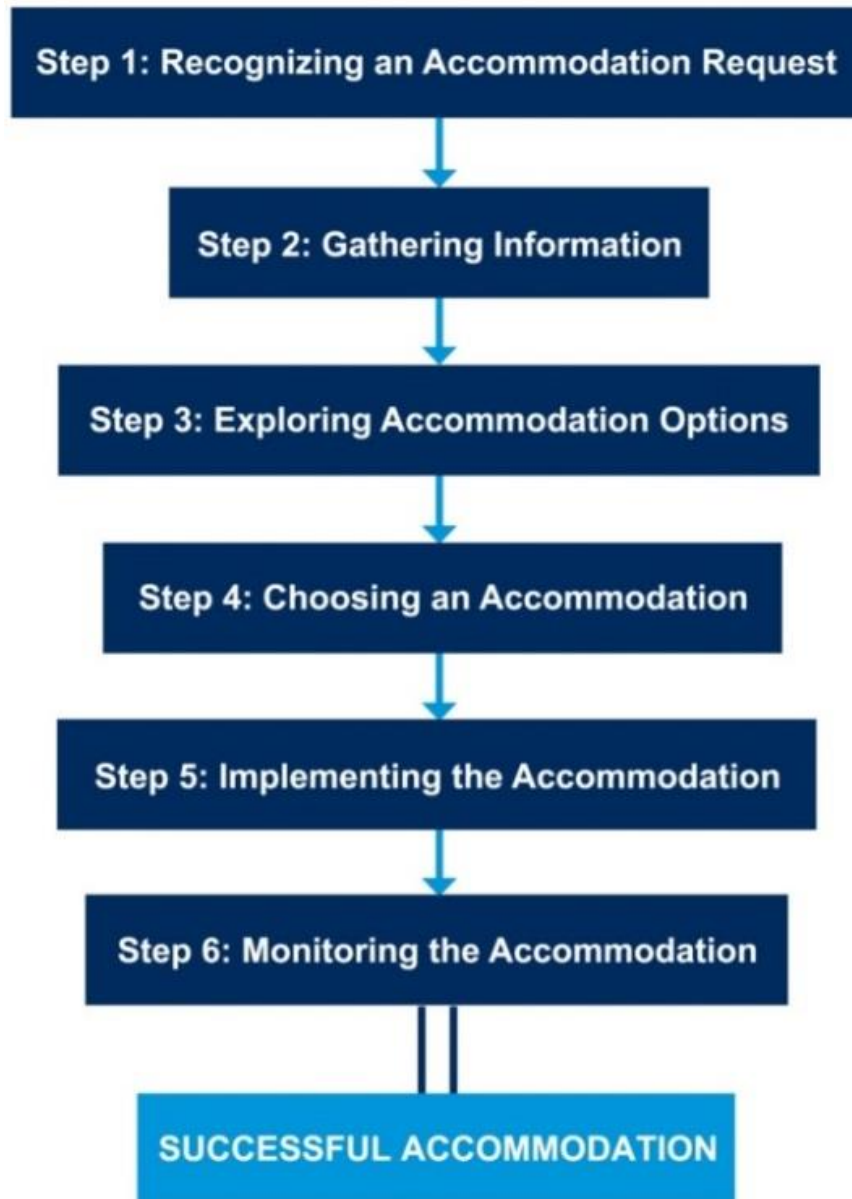 Step 1: Recognizing an Accommodation Request
Step 2: Gathering Information
Step 3: Exploring Accommodation Options
Step 4: Choosing an Accommodation
Step 5: Implementing the Accommodation
Step 6: Monitoring the Accommodation
SUCCESSFUL ACCOMMODATION